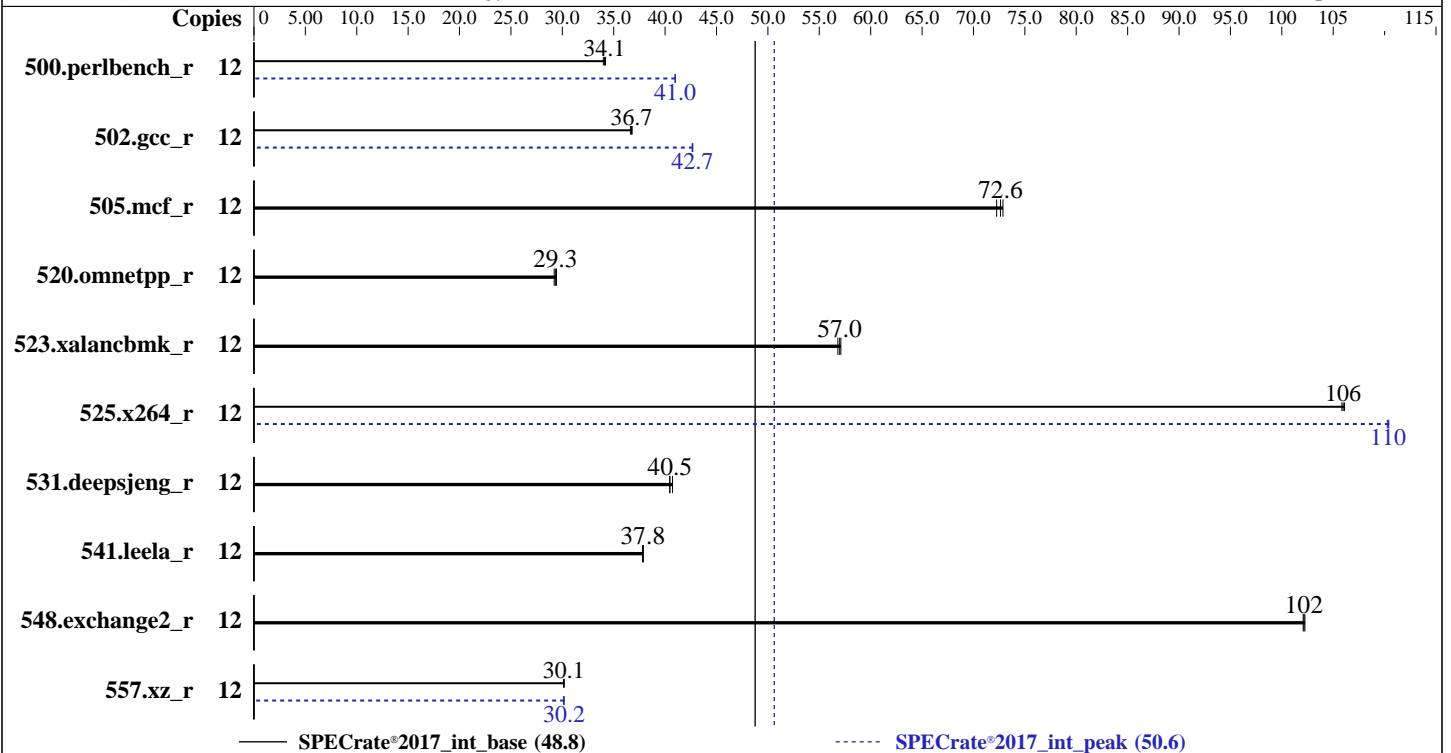 Copies 0 5.00 10.0 15.0 20.0 25.0 30.0 35.0 40.0 45.0 50.0 55.0 60.0 65.0 70.0 75.0 80.0 85.0 90.0 95.0 100 105 115
34.1
500.perlbench_r 12
41.0
36.7
502.gcc_r 12
42.7
72.6
505.mcf_r 12
29.3
520.omnetpp_r 12
57.0
523.xalancbmk_r 12
106
525.x264_r 12
110
40.5
531.deepsjeng_r 12
37.8
541.leela_r 12
102
548.exchange2_r 12
30.1
557.xz_r 12
30.2
SPECrate®2017_int_base (48.8) SPECrate®2017_int_peak (50.6)